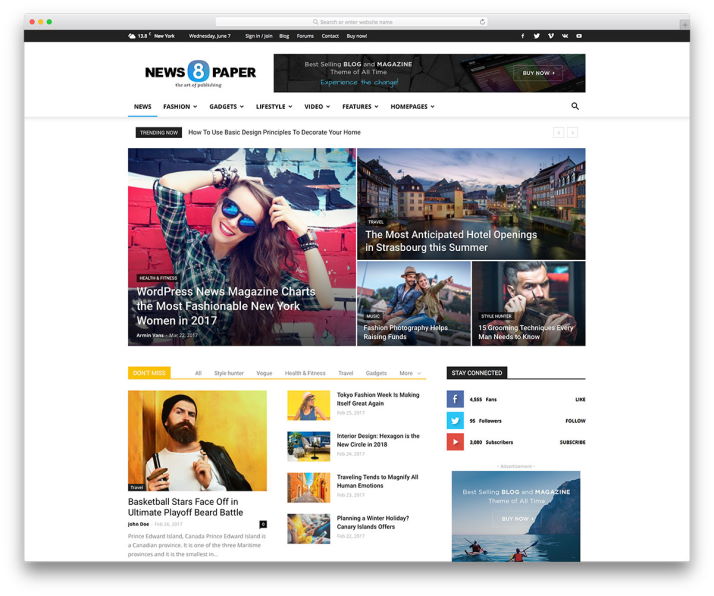 Search or enter website name
13.8 C New York Wednesday, June 7 Sign in / Join Blog Forums Contact Buy now!
NEWS 8 PAPER
the art of publishing
Best Selling BLOG and MAGAZINE
Theme of All Time
Experience the change!
BUY NOW
NEWS FASHION GADGETS LIFESTYLE VIDEO FEATURES HOMEPAGES
TRENDING NOW How To Use Basic Design Principles To Decorate Your Home
HEALTH & FITNESS
WordPress News Magazine Charts
the Most Fashionable New York
Women in 2017
Armin Vans - Mar 22, 2017
TRAVEL
The Most Anticipated Hotel Openings
in Strasbourg this Summer
MUSIC
Fashion Photography Helps
Raising Funds
STYLE HUNTER
15 Grooming Techniques Every
Man Needs to Know
DON'T MISS All Style hunter Vogue Health & Fitness Travel Gadgets More
Travel
Basketball Stars Face Off in
Ultimate Playoff Beard Battle
John Doe - Feb 26, 2017 0
Prince Edward Island, Canada Prince Edward Island is
a Canadian province. It is one of the three Maritime
provinces and it is the smallest in...
Tokyo Fashion Week Is Making
Itself Great Again
Feb 25, 2017
Interior Design: Hexagon is the
New Circle in 2018
Feb 24, 2017
Traveling Tends to Magnify All
Human Emotions
Feb 23, 2017
Planning a Winter Holiday?
Canary Islands Offers
Feb 22, 2017
STAY CONNECTED
4,555 Fans LIKE
95 Followers FOLLOW
3,080 Subscribers SUBSCRIBE
- Advertisement -
Best Selling BLOG and MAGAZINE
Theme of All Time
BUY NOW